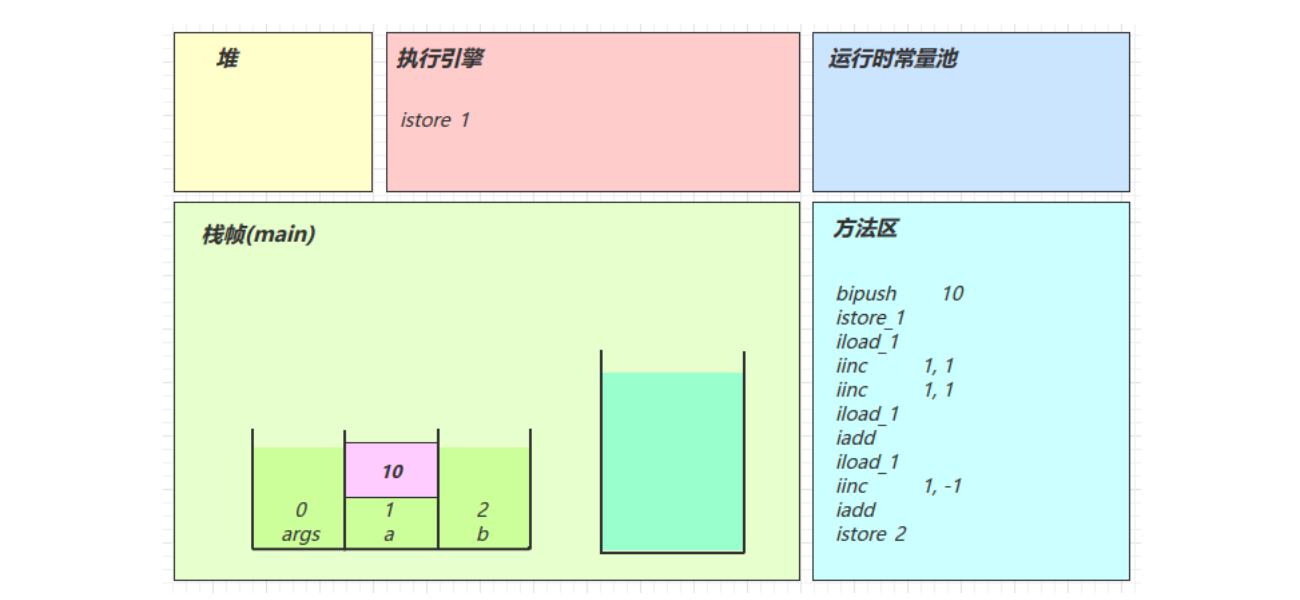 堆
执行引擎
istore 1
运行时常量池
栈帧(main)
10
0 1 2
args a b
方法区
bipush 10
istore_1
iload_1
iinc 1, 1
iinc 1, 1
iload_1
iadd
iload_1
iinc 1, -1
iadd
istore 2